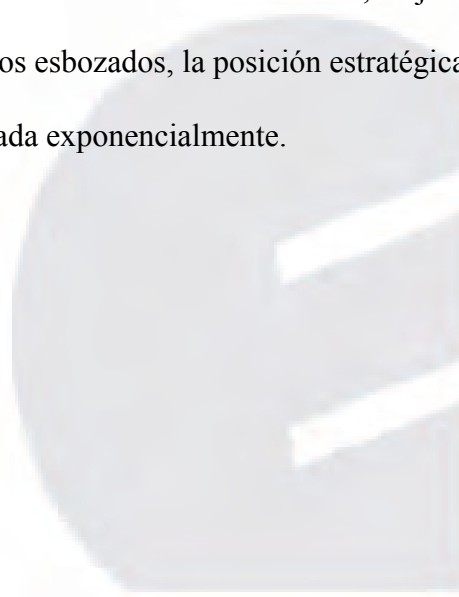 os esbozados, la posición estratégica
ada exponencialmente.